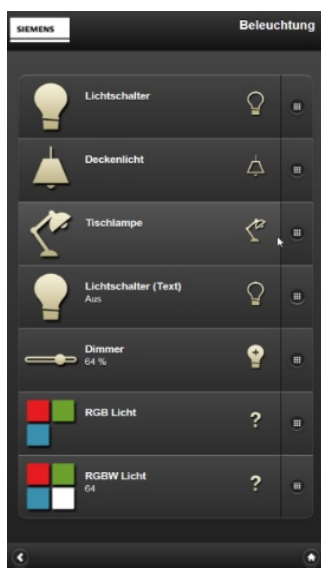 SIEMENS
Beleuchtung
Lichtschalter
Deckenlicht
Tischlampe
Lichtschalter (Text)
Aus
Dimmer
64 %
RGB Licht
?
RGBW Licht
64
?